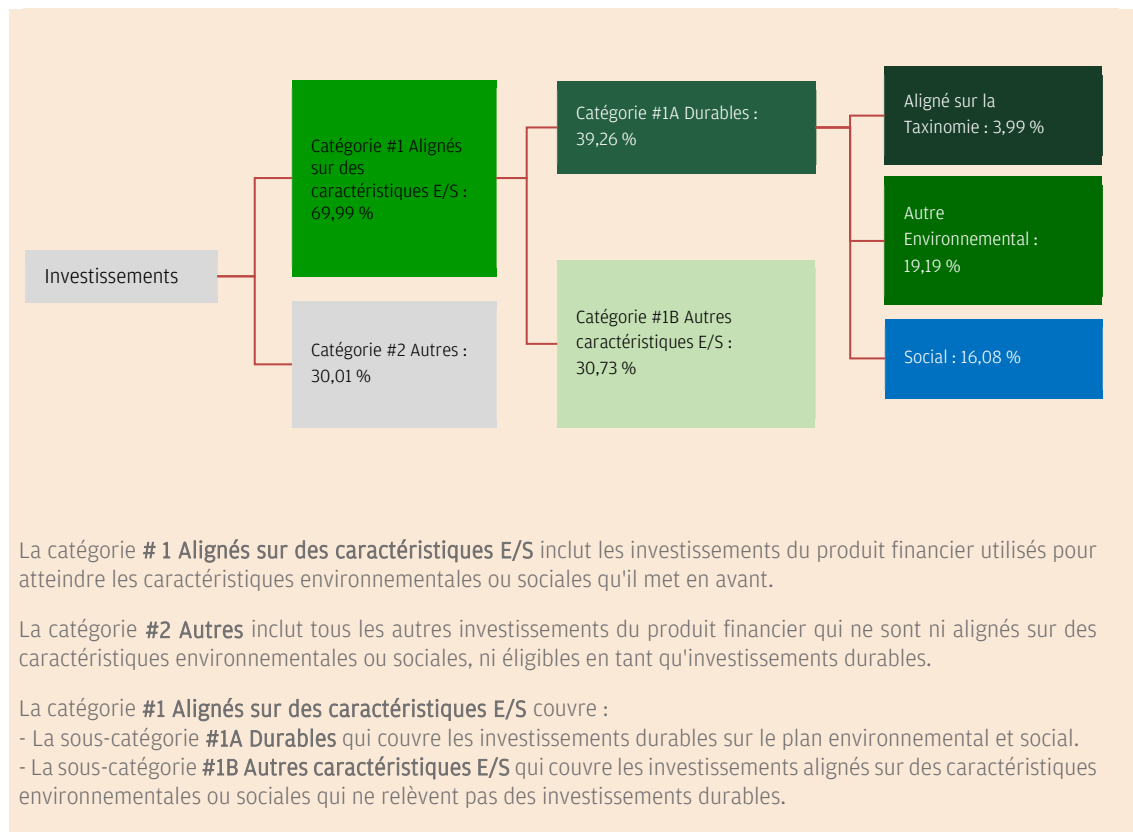 Investissements
Catégorie #1 Alignés
sur des
caractéristiques E/S :
69,99 %
Catégorie #2 Autres :
30,01 %
Catégorie #1A Durables :
39,26 %
Catégorie #1B Autres
caractéristiques E/S :
30,73 %
Aligné sur la
Taxinomie : 3,99 %
Autre
Environnemental :
19,19 %
Social : 16,08 %
La catégorie # 1 Alignés sur des caractéristiques E/S inclut les investissements du produit financier utilisés pour
atteindre les caractéristiques environnementales ou sociales qu'il met en avant.
La catégorie #2 Autres inclut tous les autres investissements du produit financier qui ne sont ni alignés sur des
caractéristiques environnementales ou sociales, ni éligibles en tant qu'investissements durables.
La catégorie #1 Alignés sur des caractéristiques E/S couvre :
- La sous-catégorie #1A Durables qui couvre les investissements durables sur le plan environnemental et social.
- La sous-catégorie #1B Autres caractéristiques E/S qui couvre les investissements alignés sur des caractéristiques
environnementales ou sociales qui ne relèvent pas des investissements durables.